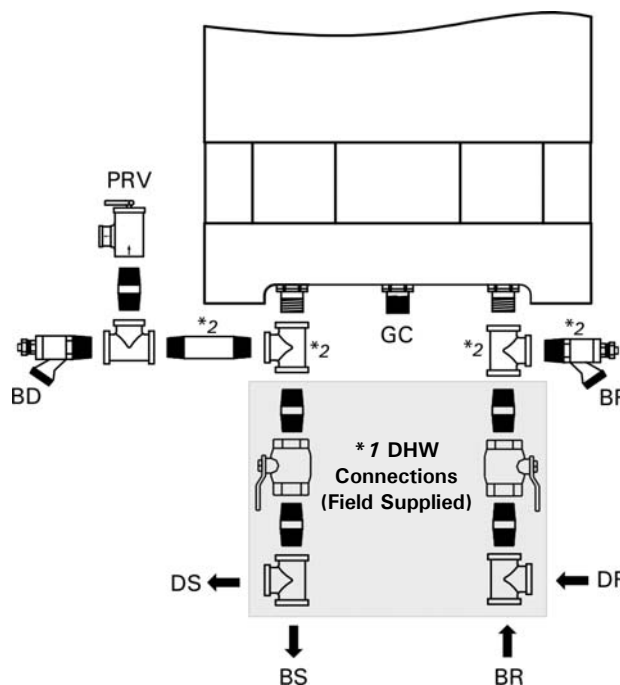 PRV
*2
*2
GC
*2
*2
BD
*1 DHW
Connections
(Field Supplied)
DS
BS
BR